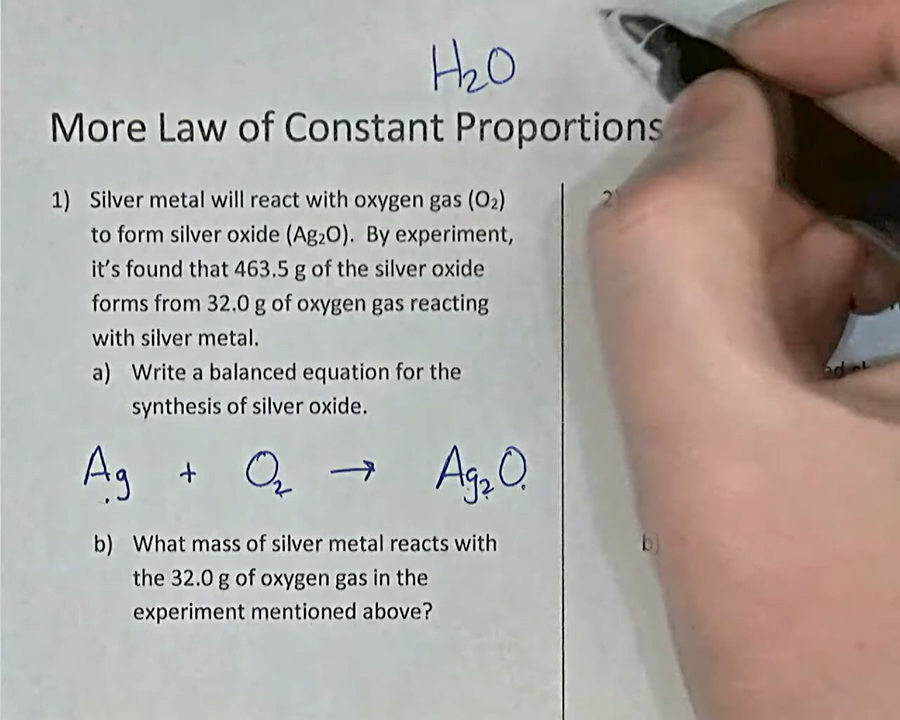 H₂O
More Law of Constant Proportions
1) Silver metal will react with oxygen gas (O₂)
to form silver oxide (Ag₂O). By experiment,
it's found that 463.5 g of the silver oxide
forms from 32.0 g of oxygen gas reacting
with silver metal.
a) Write a balanced equation for the
synthesis of silver oxide.
Ag + O₂ → Ag₂O
b) What mass of silver metal reacts with
the 32.0 g of oxygen gas in the
experiment mentioned above?
2)
b)